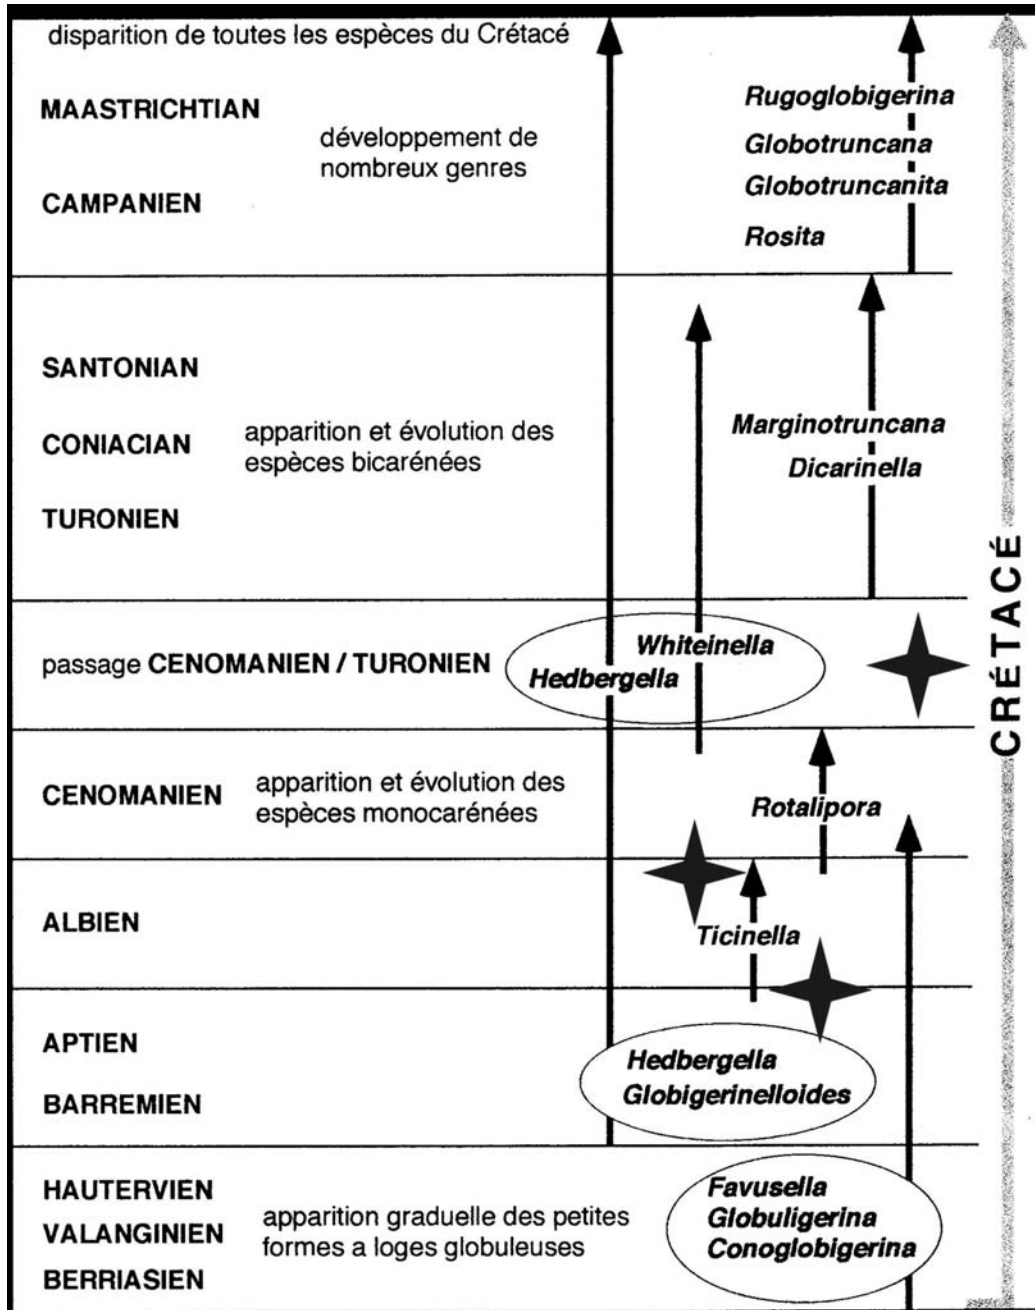 disparition de toutes les espèces du Crétacé
MAASTRICHTIAN
développement de
nombreux genres
CAMPANIEN
Rugoglobigerina
Globotruncana
Globotruncanita
Rosita
SANTONIAN
CONIACIAN
apparition et évolution des
espèces bicarénées
TURONIEN
Marginotruncana
Dicarinella
passage CENOMANIEN / TURONIEN
Whiteinella
Hedbergella
CENOMANIEN
apparition et évolution des
espèces monocarénées
Rotalipora
ALBIEN
Ticinella
APTIEN
BARREMIEN
Hedbergella
Globigerinelloides
HAUTERVIEN
VALANGINIEN
BERRIASIEN
apparition graduelle des petites
formes a loges globuleuses
Favusella
Globuligerina
Conoglobigerina
CRÉTACÉ